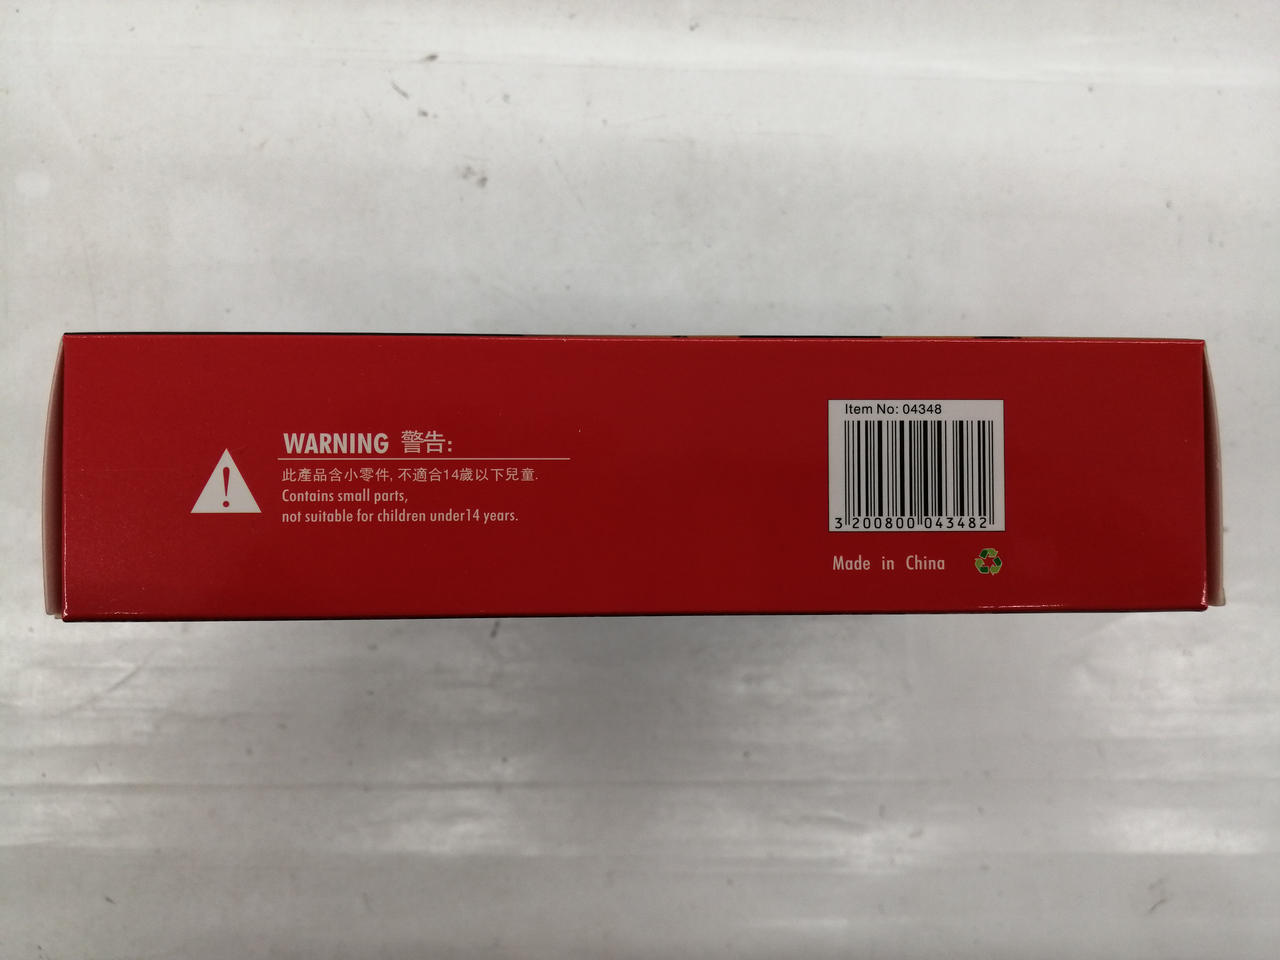 WARNING 警告:
此產品含小零件, 不適合14歲以下兒童.
Contains small parts,
not suitable for children under14 years.
Item No: 04348
3 200800 043482
Made in China